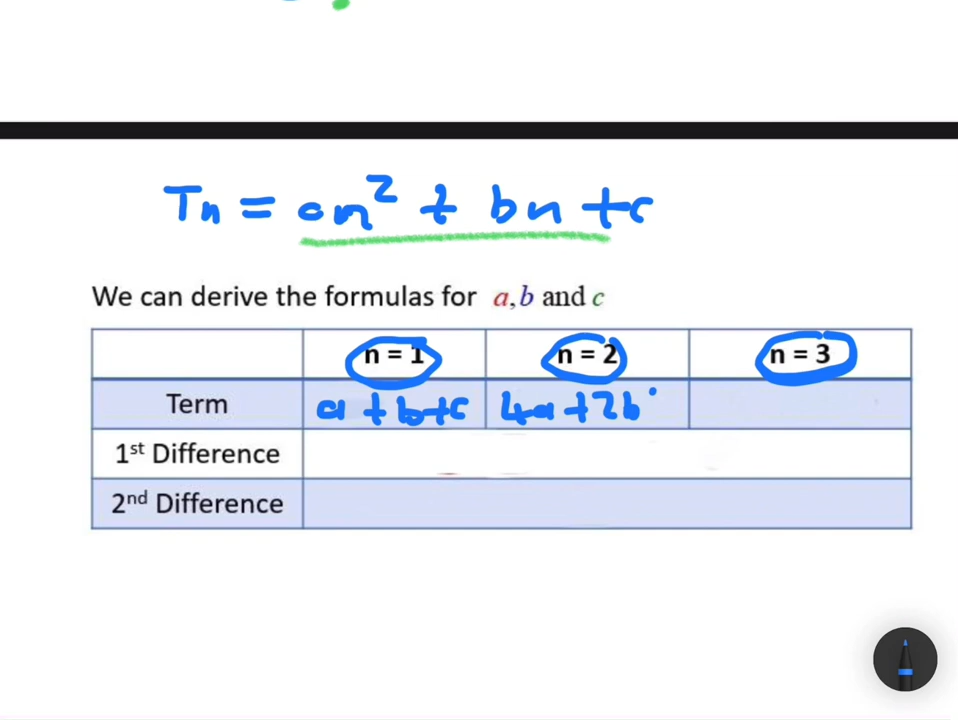 Tn = an² + bn + c
We can derive the formulas for a, b and c
n = 1 n = 2 n = 3
Term a + b + c 4a + 2b
1st Difference
2nd Difference